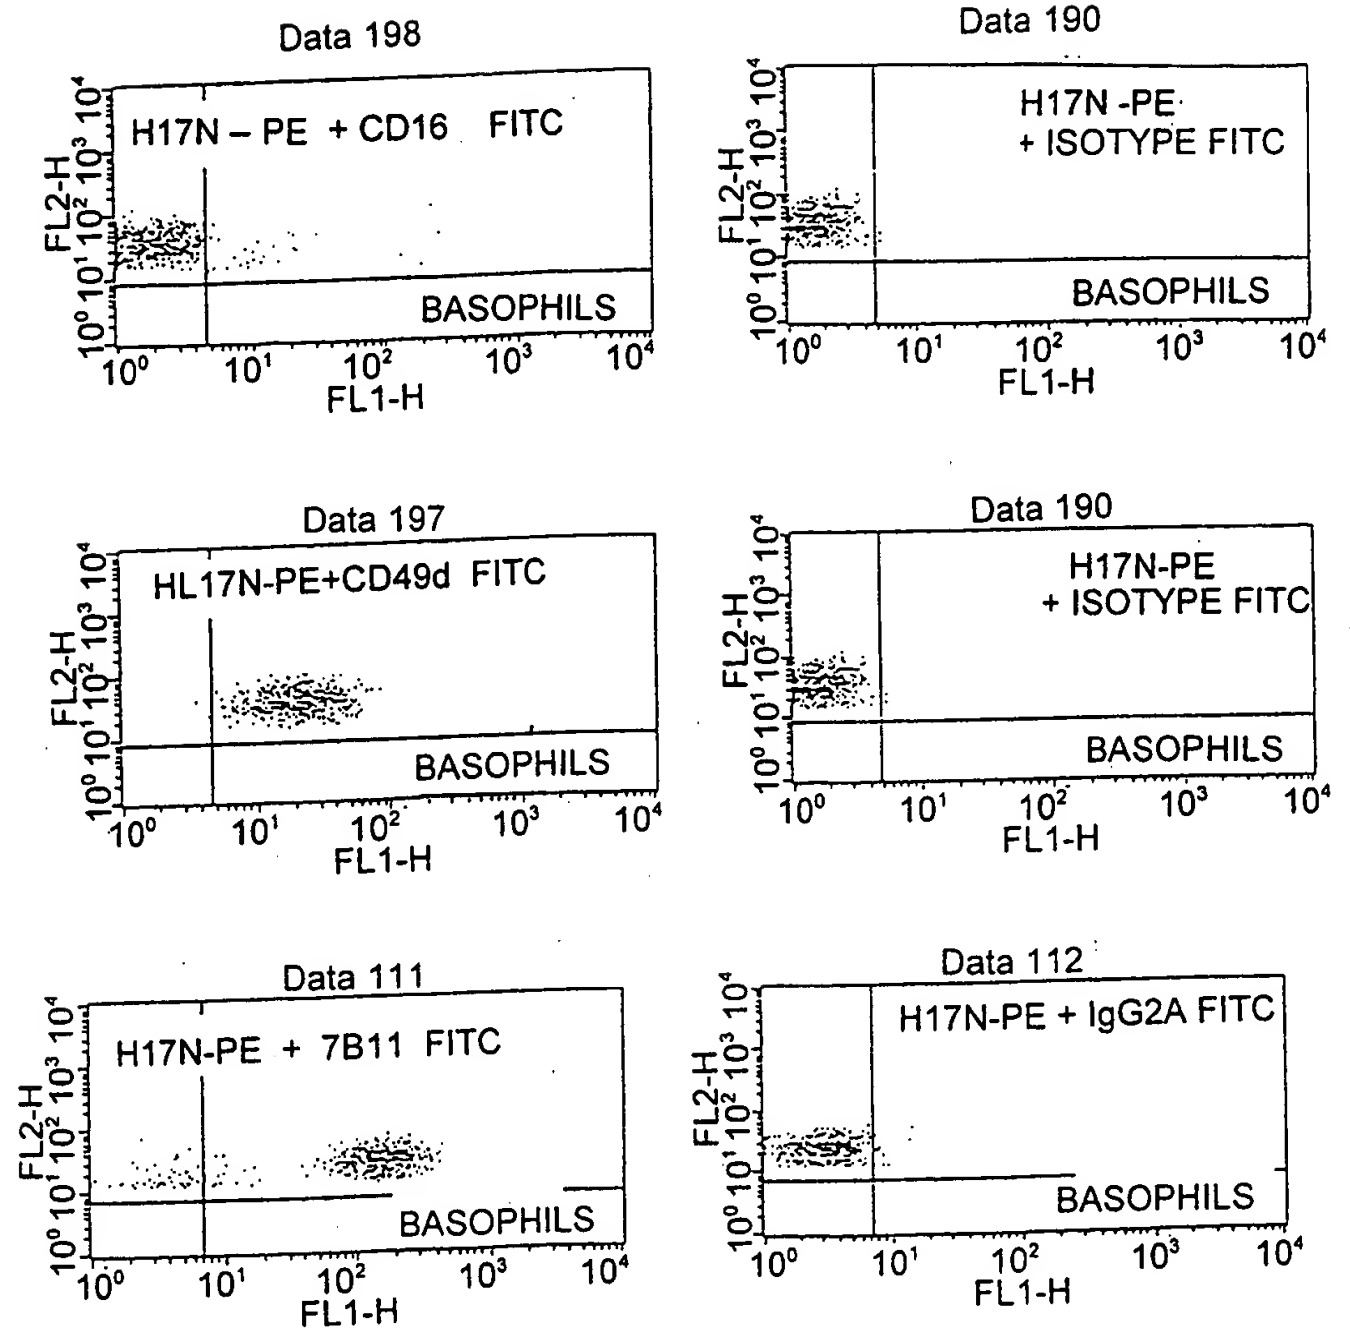 Data 198
H17N – PE + CD16 FITC
FL2-H
10⁰ 10¹ 10² 10³ 10⁴
BASOPHILS
10⁰ 10¹ 10² 10³ 10⁴
FL1-H
Data 190
H17N -PE
+ ISOTYPE FITC
FL2-H
10⁰ 10¹ 10² 10³ 10⁴
BASOPHILS
10⁰ 10¹ 10² 10³ 10⁴
FL1-H
Data 197
HL17N-PE+CD49d FITC
FL2-H
10⁰ 10¹ 10² 10³ 10⁴
BASOPHILS
10⁰ 10¹ 10² 10³ 10⁴
FL1-H
Data 190
H17N-PE
+ ISOTYPE FITC
FL2-H
10⁰ 10¹ 10² 10³ 10⁴
BASOPHILS
10⁰ 10¹ 10² 10³ 10⁴
FL1-H
Data 111
H17N-PE + 7B11 FITC
FL2-H
10⁰ 10¹ 10² 10³ 10⁴
BASOPHILS
10⁰ 10¹ 10² 10³ 10⁴
FL1-H
Data 112
H17N-PE + IgG2A FITC
FL2-H
10⁰ 10¹ 10² 10³ 10⁴
BASOPHILS
10⁰ 10¹ 10² 10³ 10⁴
FL1-H